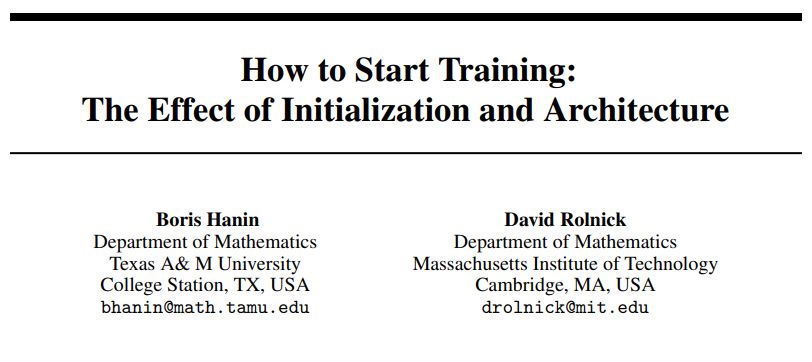 How to Start Training:
The Effect of Initialization and Architecture
Boris Hanin
Department of Mathematics
Texas A& M University
College Station, TX, USA
bhanin@math.tamu.edu
David Rolnick
Department of Mathematics
Massachusetts Institute of Technology
Cambridge, MA, USA
drolnick@mit.edu